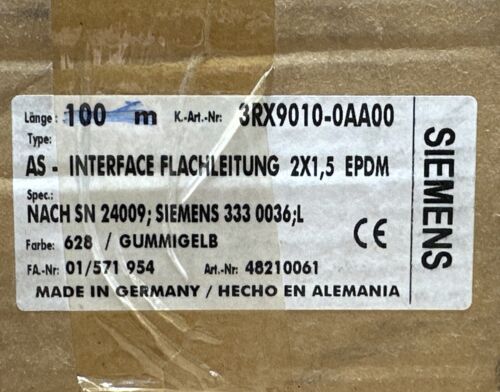 Länge: 100 m K.-Art.-Nr: 3RX9010-0AA00
Type:
AS - INTERFACE FLACHLEITUNG 2X1,5 EPDM
Spec.:
NACH SN 24009; SIEMENS 333 0036;L
Farbe: 628 / GUMMIGELB
FA.-Nr: 01/571 954 Art.-Nr: 48210061
MADE IN GERMANY / HECHO EN ALEMANIA
CE
SIEMENS